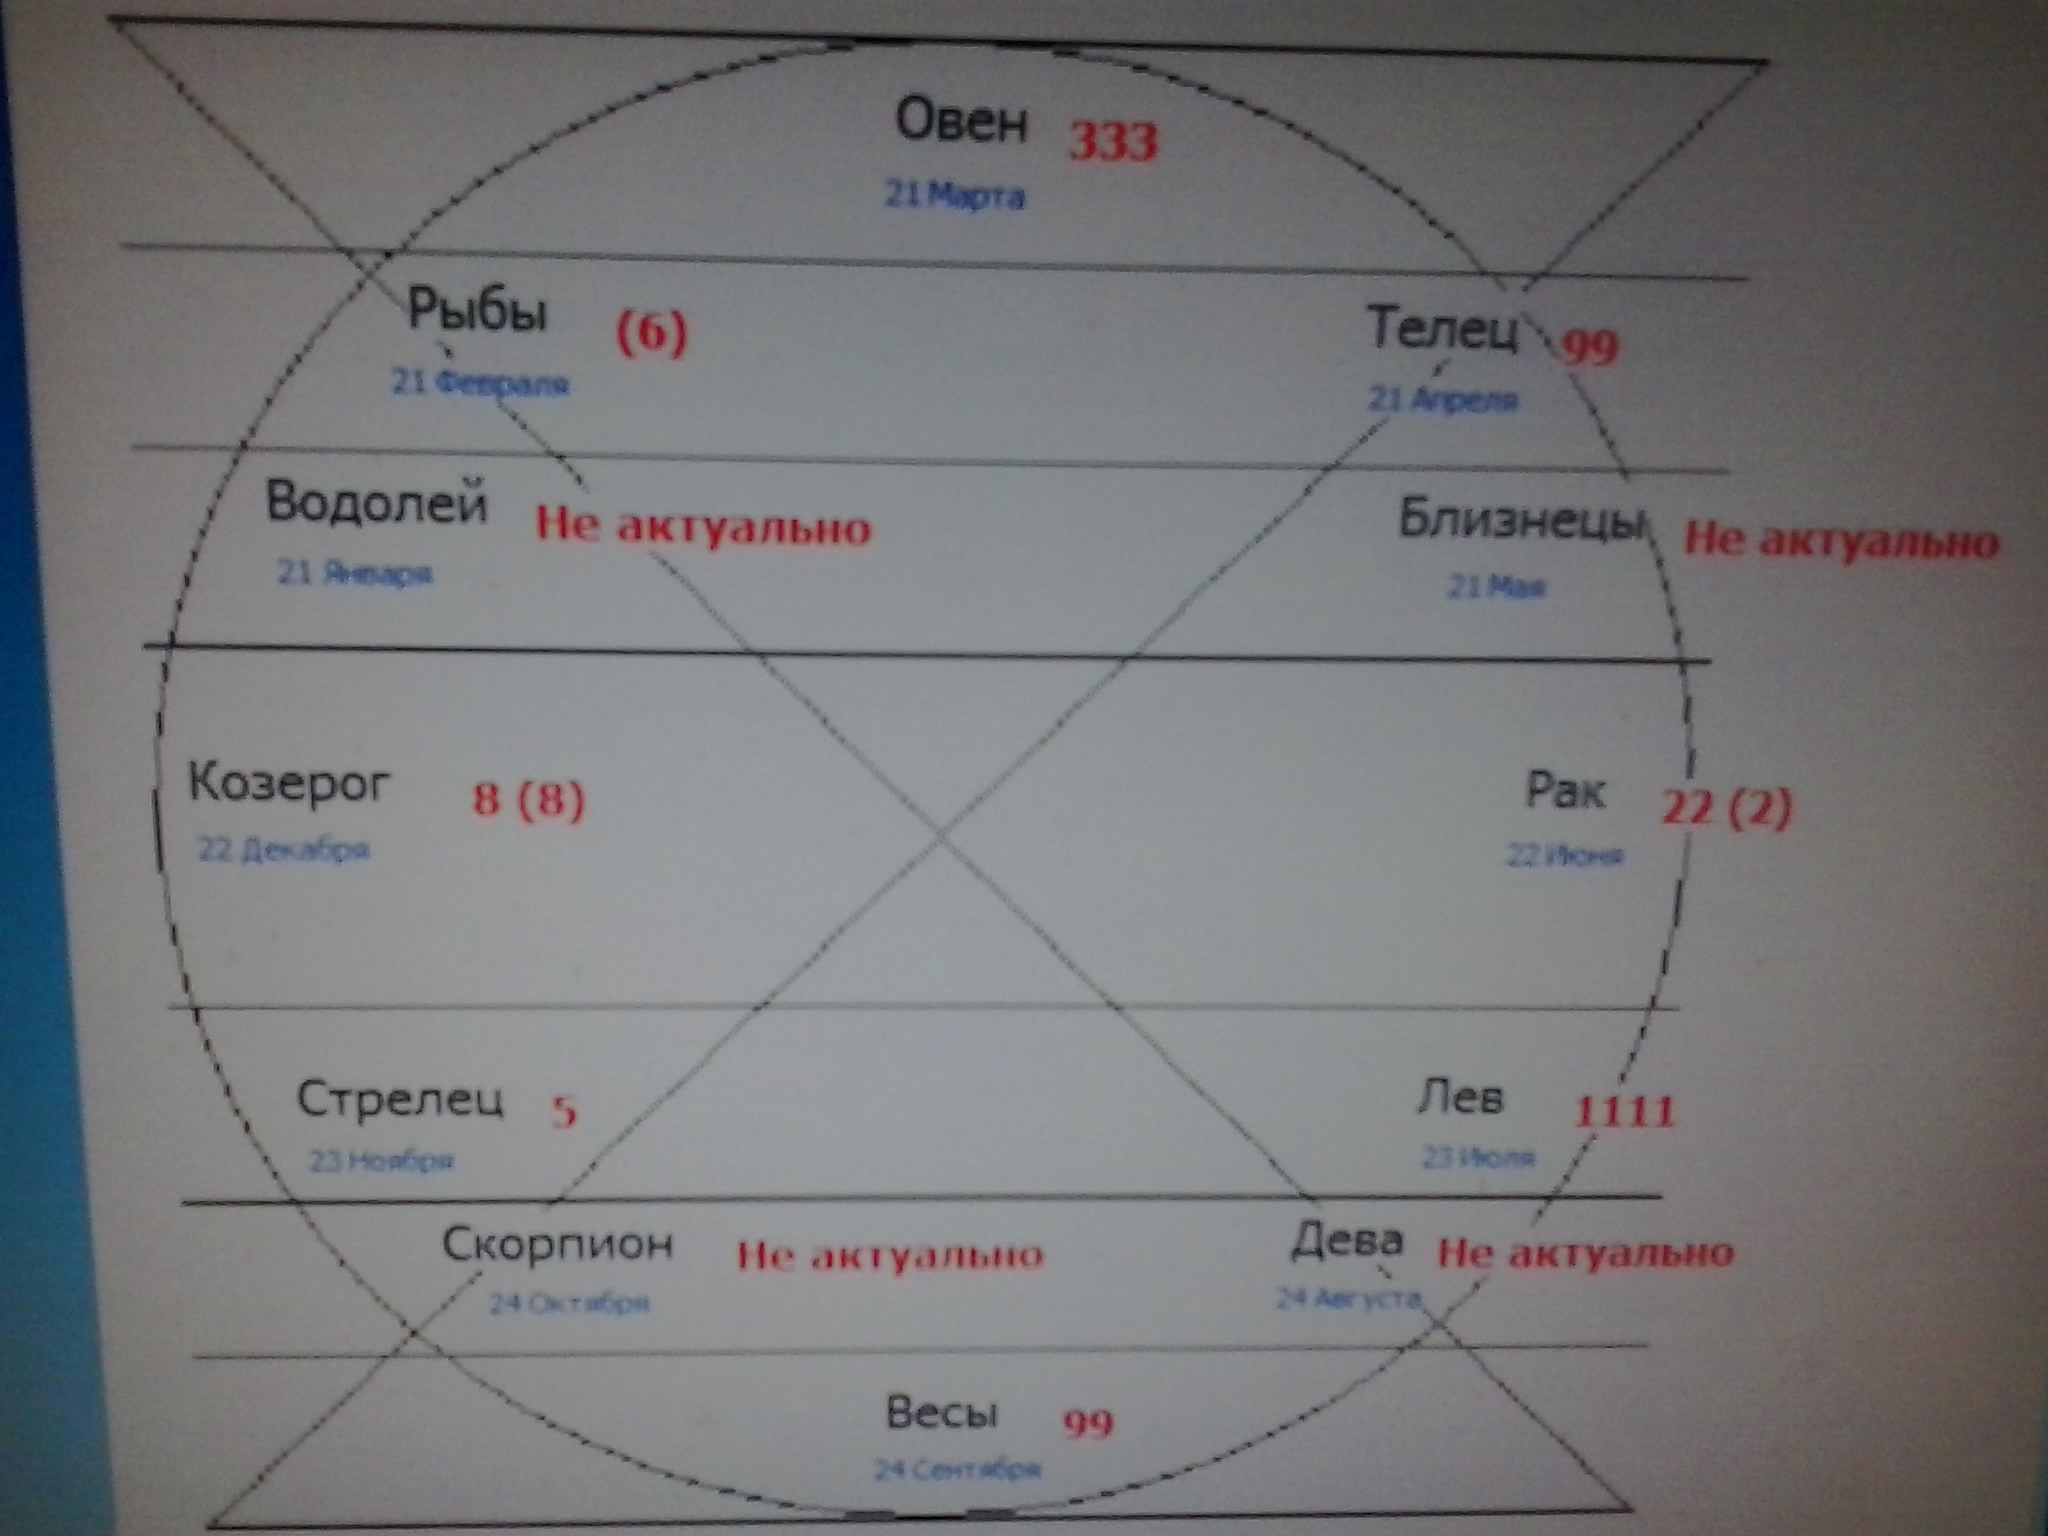 Овен 333
21 Марта
Рыбы (6)
21 Февраля
Телец 99
21 Апреля
Водолей Не актуально
21 Января
Близнецы Не актуально
21 Мая
Козерог 8 (8)
22 Декабря
Рак 22 (2)
22 Июня
Стрелец 5
23 Ноября
Лев 1111
23 Июля
Скорпион Не актуально
24 Октября
Дева Не актуально
24 Августа
Весы 99
24 Сентября